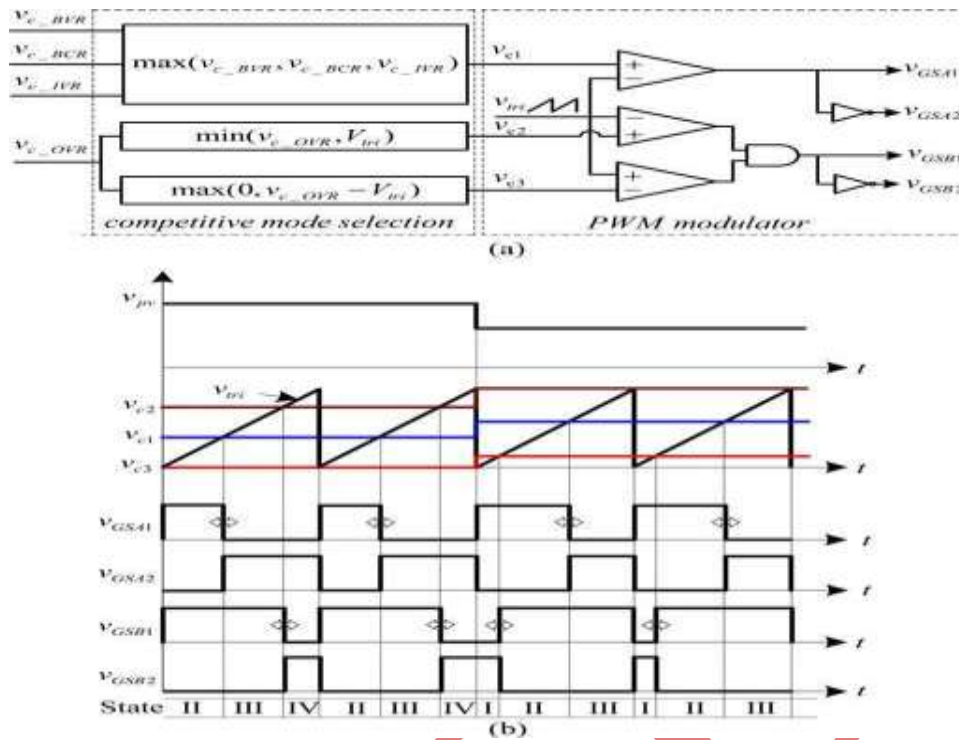 v_c_BVR
v_c_BCR
v_c_IVR
max(v_c_BVR, v_c_BCR, v_c_IVR)
v_c_OVR
min(v_c_OVR, V_tri)
max(0, v_c_OVR − V_tri)
competitive mode selection
v_c1
v_tri
v_c2
v_c3
+
−
−
+
+
−
v_GSA1
v_GSA2
v_GSB1
v_GSB2
PWM modulator
(a)
v_pv
t
v_tri
v_c2
v_c1
v_c3
t
v_GSA1
t
v_GSA2
t
v_GSB1
t
v_GSB2
t
State II III IV II III IV I II III I II III
(b)